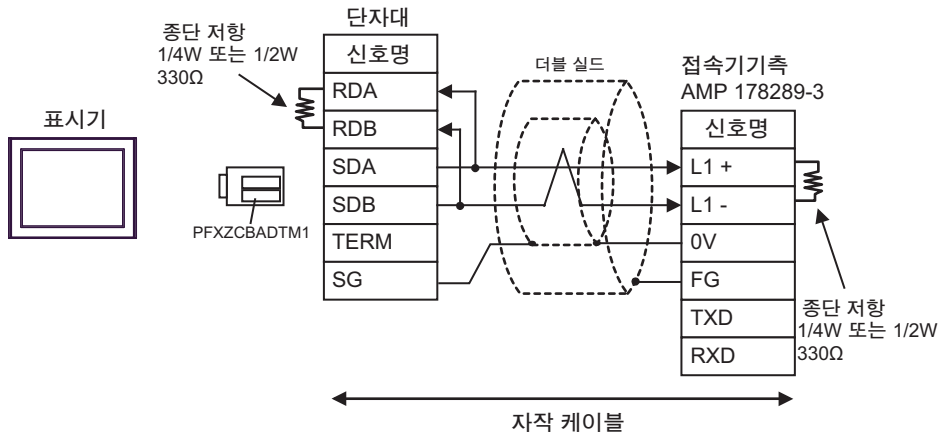 종단 저항
1/4W 또는 1/2W
330Ω
표시기
PFXZCBADTM1
단자대
신호명
RDA
RDB
SDA
SDB
TERM
SG
더블 실드
접속기기측
AMP 178289-3
신호명
L1 +
L1 -
0V
FG
TXD
RXD
종단 저항
1/4W 또는 1/2W
330Ω
자작 케이블